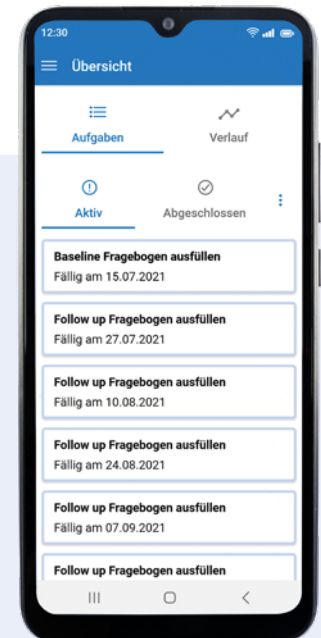 12:30
Übersicht
Aufgaben
Verlauf
Aktiv
Abgeschlossen
Baseline Fragebogen ausfüllen
Fällig am 15.07.2021
Follow up Fragebogen ausfüllen
Fällig am 27.07.2021
Follow up Fragebogen ausfüllen
Fällig am 10.08.2021
Follow up Fragebogen ausfüllen
Fällig am 24.08.2021
Follow up Fragebogen ausfüllen
Fällig am 07.09.2021
Follow up Fragebogen ausfüllen